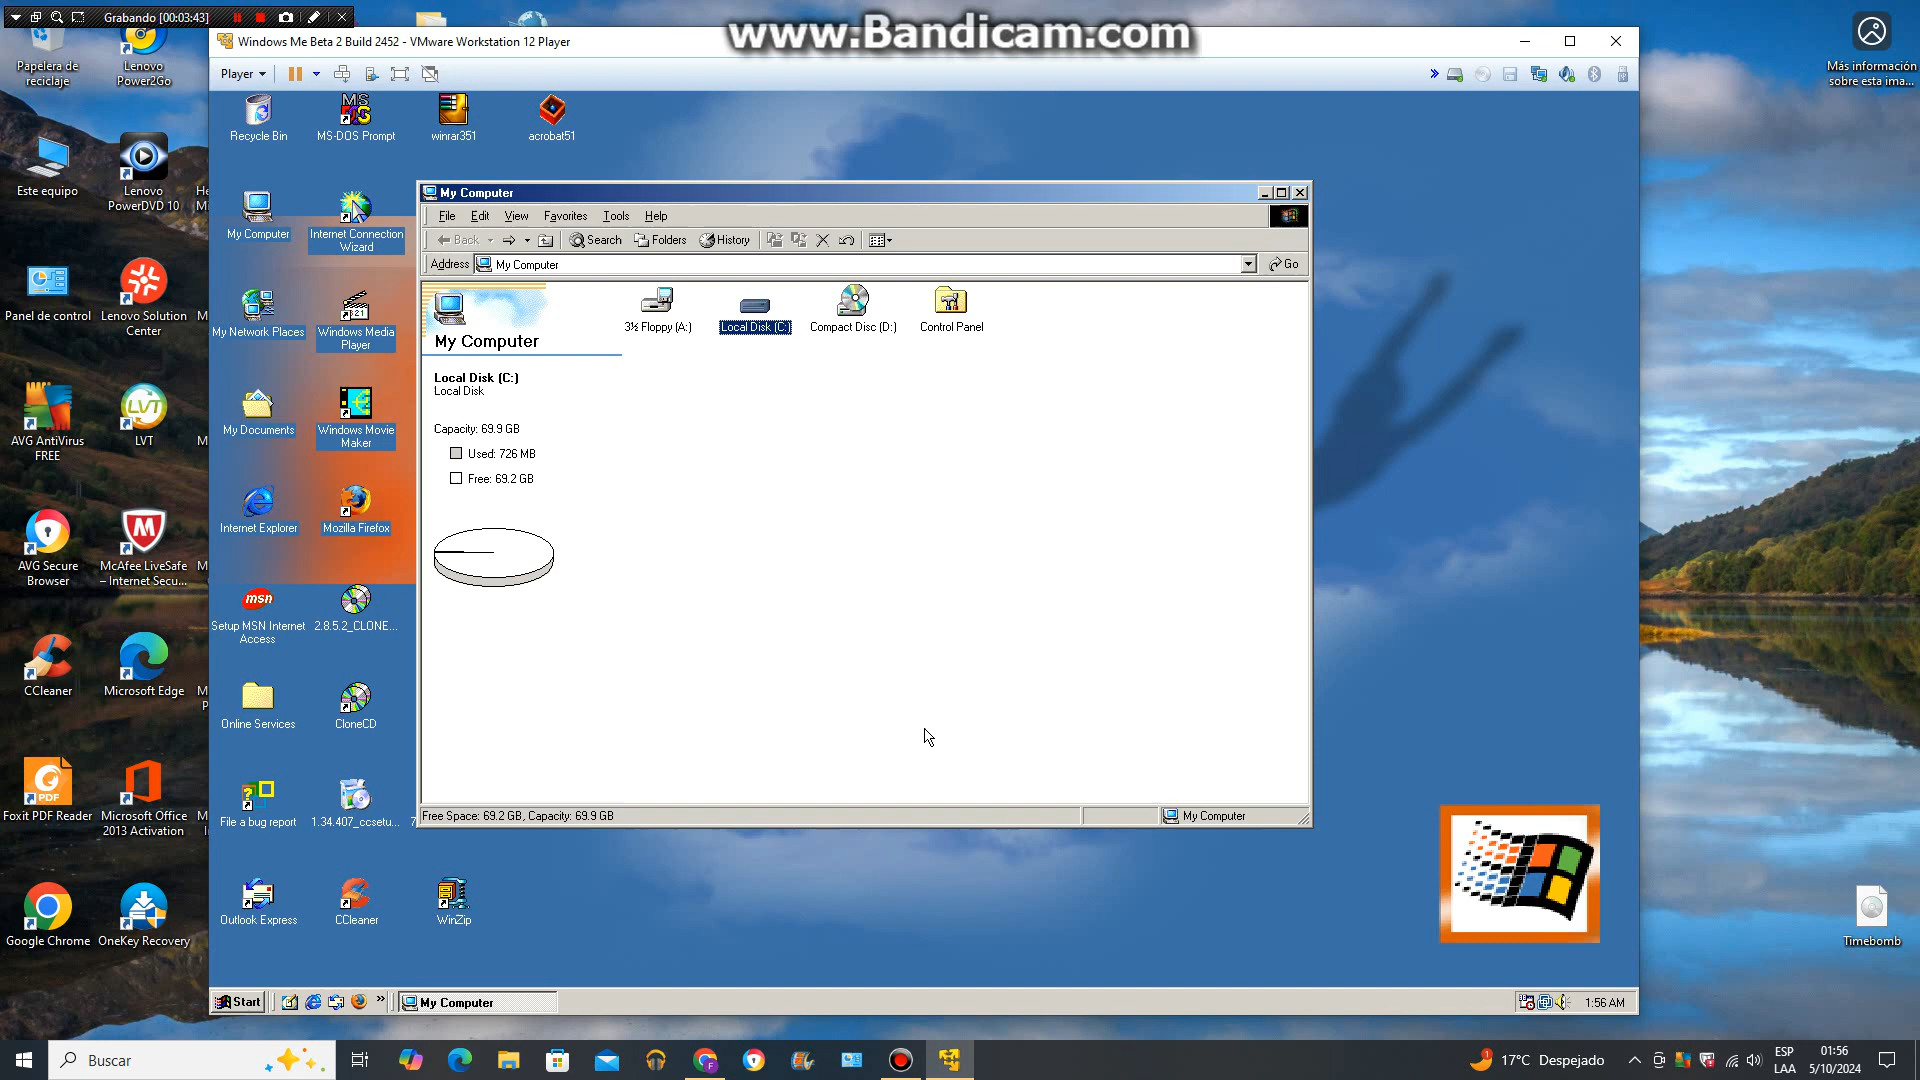 Grabando [00:03:43]
www.Bandicam.com
Papelera de
reciclaje
Lenovo
Power2Go
Este equipo
Lenovo
PowerDVD 10
Panel de control
Lenovo Solution
Center
AVG AntiVirus
FREE
LVT
AVG Secure
Browser
McAfee LiveSafe
– Internet Secu...
CCleaner
Microsoft Edge
Foxit PDF Reader
Microsoft Office
2013 Activation
Google Chrome
OneKey Recovery
Más información
sobre esta ima...
Timebomb
Windows Me Beta 2 Build 2452 - VMware Workstation 12 Player
Player
Recycle Bin
MS-DOS Prompt
winrar351
acrobat51
My Computer
Internet Connection
Wizard
My Network Places
Windows Media
Player
My Documents
Windows Movie
Maker
Internet Explorer
Mozilla Firefox
msn
Setup MSN Internet
Access
2.8.5.2_CLONE...
Online Services
CloneCD
File a bug report
1.34.407_ccsetu...
Outlook Express
CCleaner
WinZip
My Computer
File Edit View Favorites Tools Help
Back Search Folders History
Address My Computer Go
3½ Floppy (A:)
Local Disk (C:)
Compact Disc (D:)
Control Panel
My Computer
Local Disk (C:)
Local Disk
Capacity: 69.9 GB
Used: 726 MB
Free: 69.2 GB
Free Space: 69.2 GB, Capacity: 69.9 GB
My Computer
Start
My Computer
1:56 AM
Buscar
17°C Despejado
ESP
LAA
01:56
5/10/2024